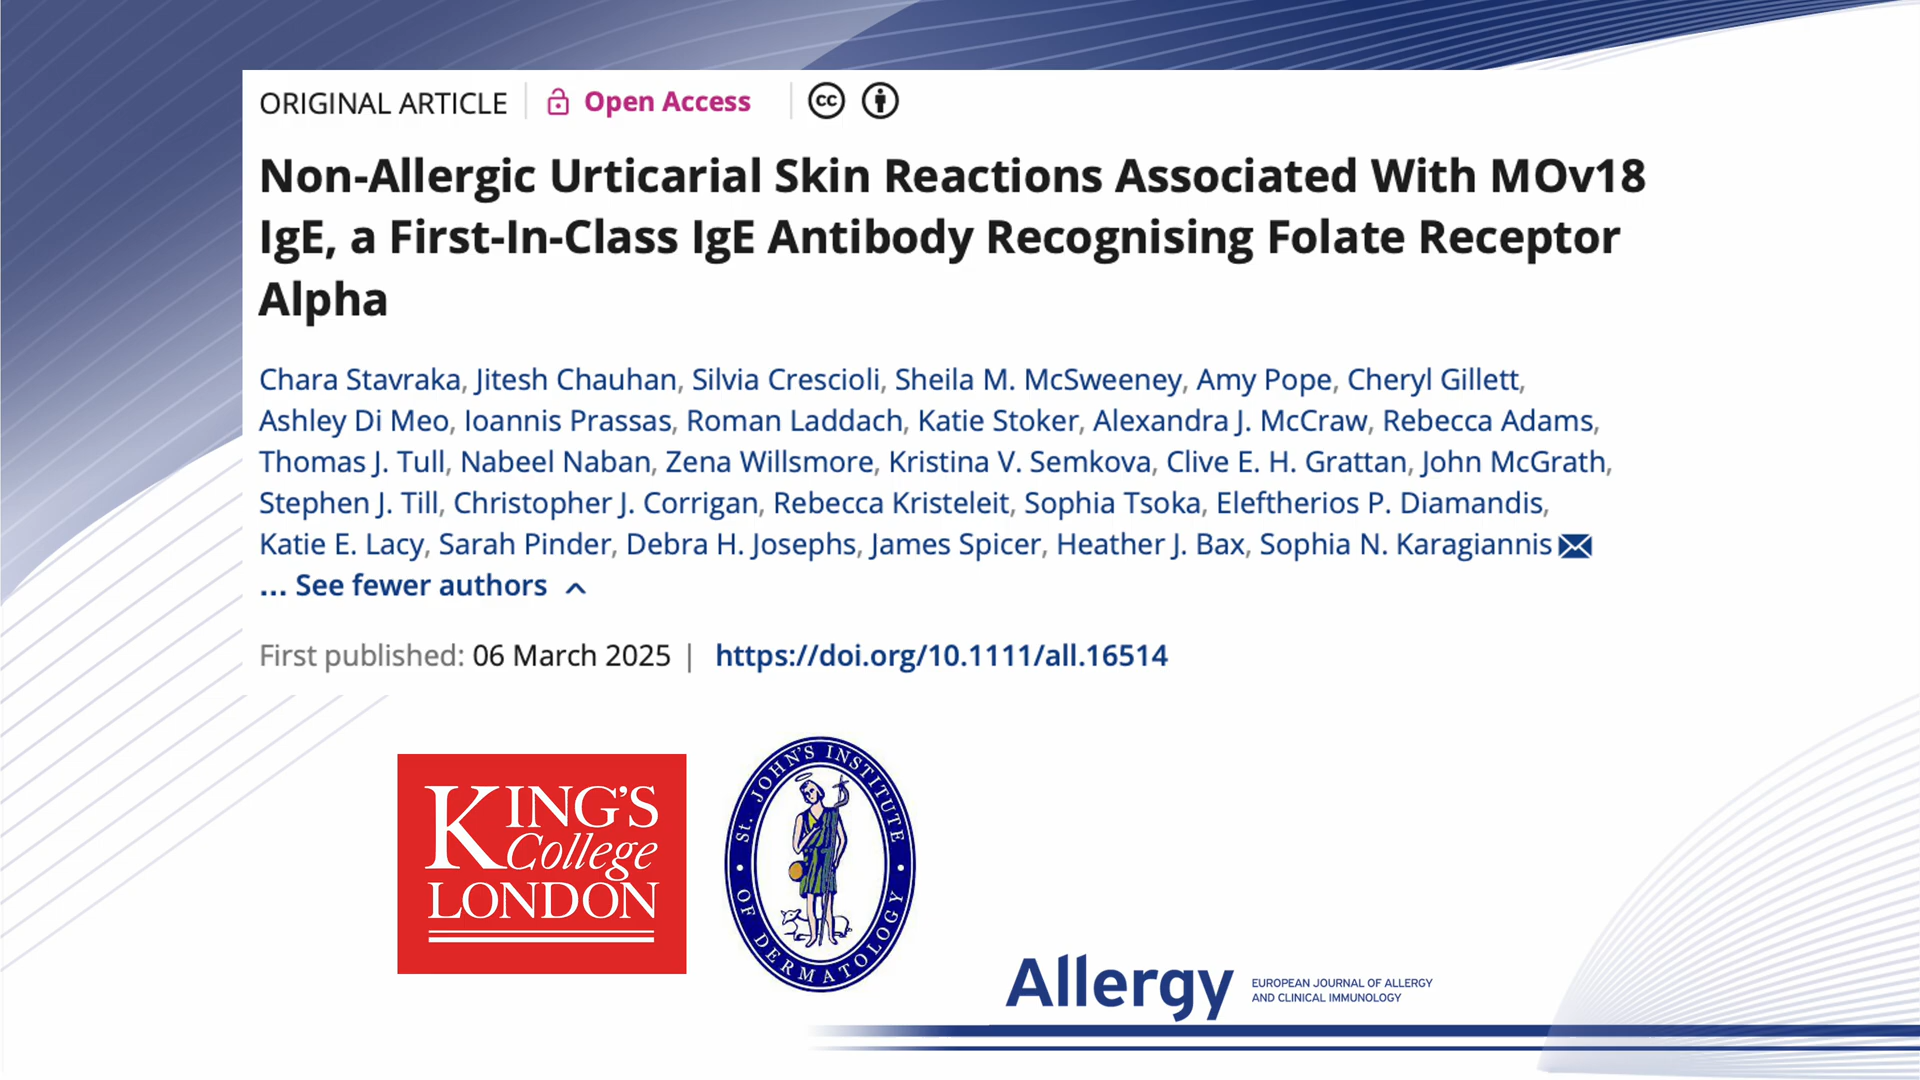 ORIGINAL ARTICLE Open Access
Non-Allergic Urticarial Skin Reactions Associated With MOv18
IgE, a First-In-Class IgE Antibody Recognising Folate Receptor
Alpha
Chara Stavraka, Jitesh Chauhan, Silvia Crescioli, Sheila M. McSweeney, Amy Pope, Cheryl Gillett,
Ashley Di Meo, Ioannis Prassas, Roman Laddach, Katie Stoker, Alexandra J. McCraw, Rebecca Adams,
Thomas J. Tull, Nabeel Naban, Zena Willsmore, Kristina V. Semkova, Clive E. H. Grattan, John McGrath,
Stephen J. Till, Christopher J. Corrigan, Rebecca Kristeleit, Sophia Tsoka, Eleftherios P. Diamandis,
Katie E. Lacy, Sarah Pinder, Debra H. Josephs, James Spicer, Heather J. Bax, Sophia N. Karagiannis
... See fewer authors
First published: 06 March 2025 | https://doi.org/10.1111/all.16514
KING'S
College
LONDON
St. JOHN'S INSTITUTE
OF DERMATOLOGY
Allergy
EUROPEAN JOURNAL OF ALLERGY
AND CLINICAL IMMUNOLOGY